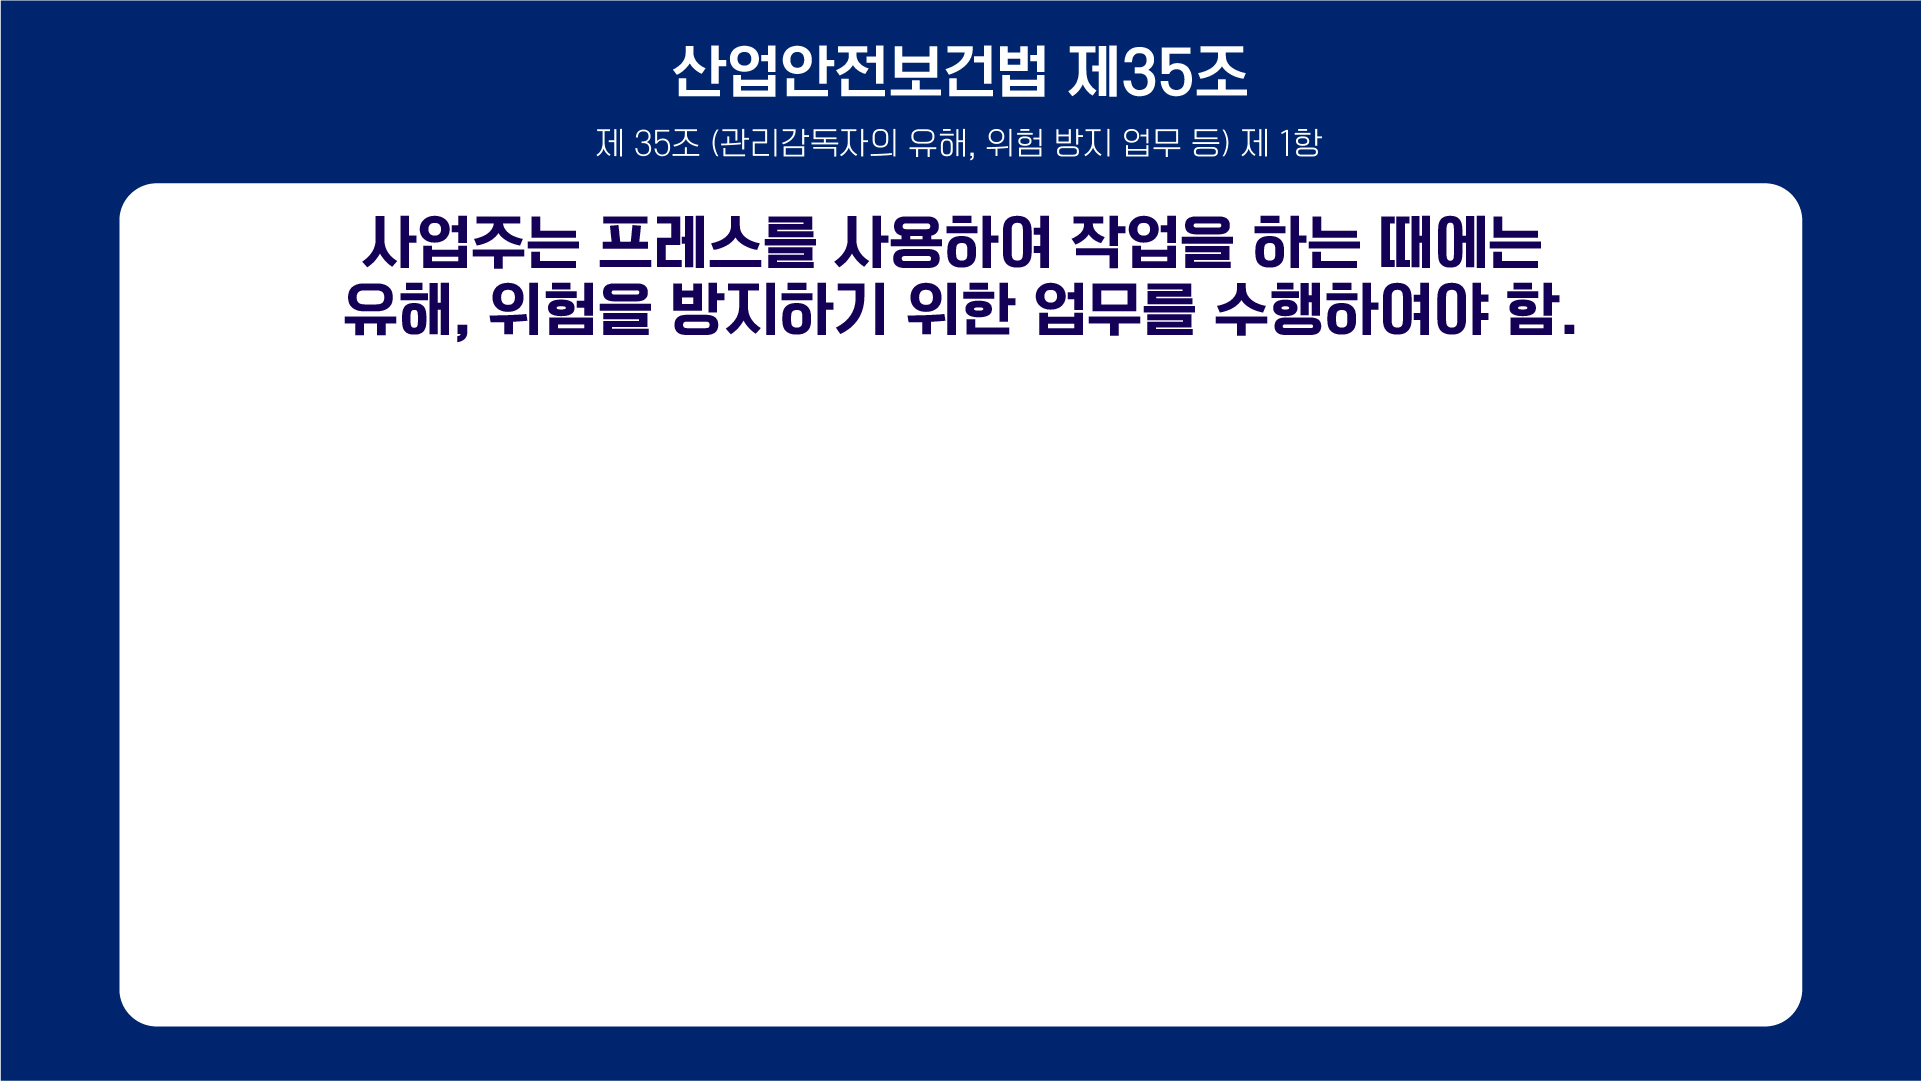 산업안전보건법 제35조
제 35조 (관리감독자의 유해, 위험 방지 업무 등) 제 1항
사업주는 프레스를 사용하여 작업을 하는 때에는
유해, 위험을 방지하기 위한 업무를 수행하여야 함.